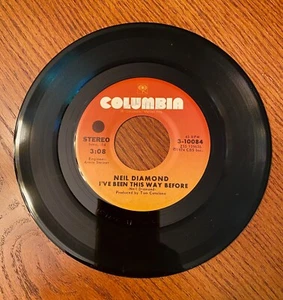 COLUMBIA
STEREO
3:08
45 RPM
3-10084
NEIL DIAMOND
I'VE BEEN THIS WAY BEFORE
Produced by Tom Catalano